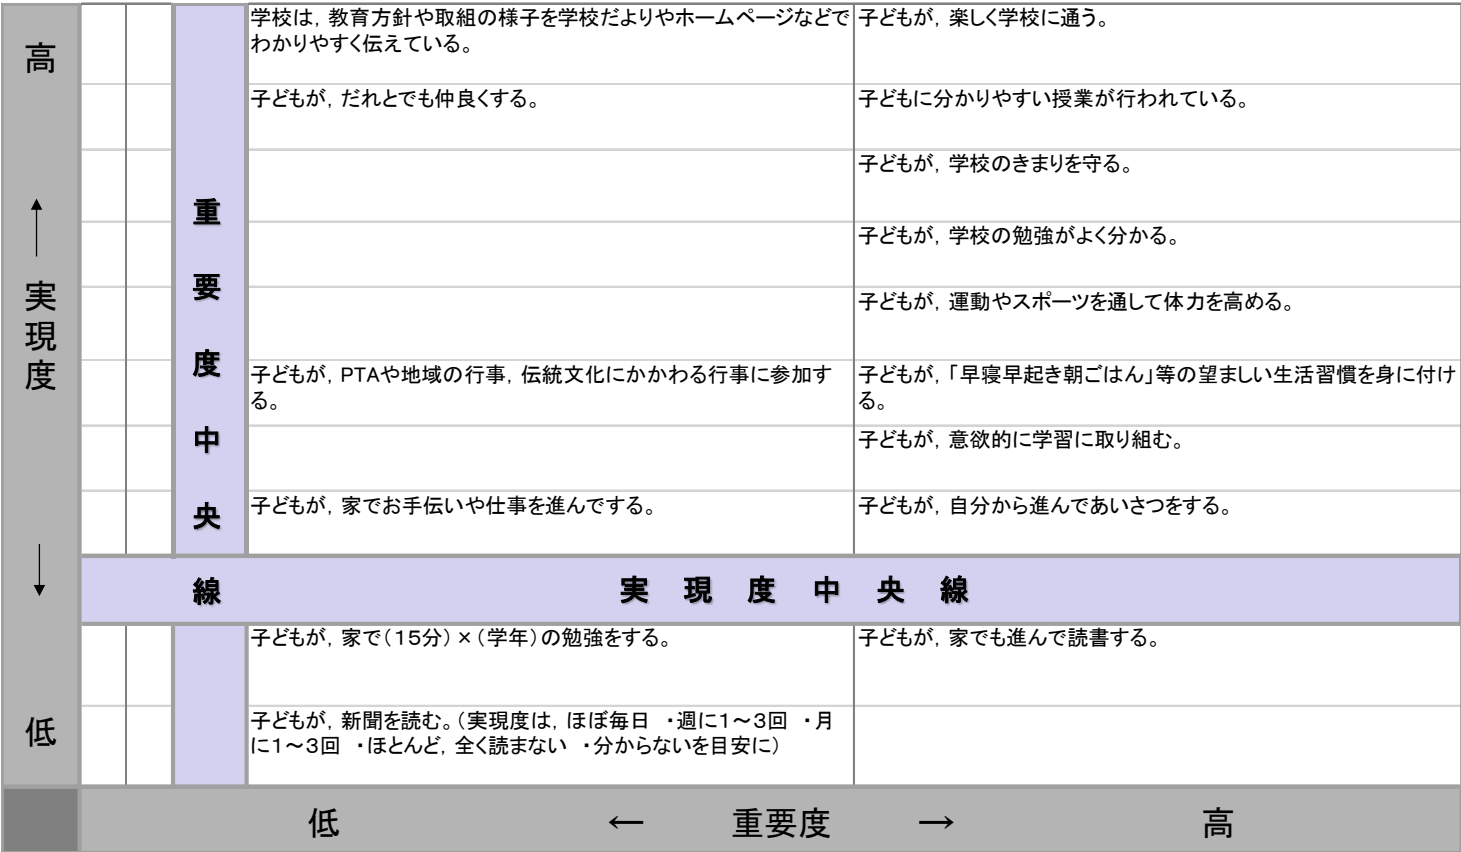 高
実現度
低
重要度中央線
学校は，教育方針や取組の様子を学校だよりやホームページなどで
わかりやすく伝えている。
子どもが，楽しく学校に通う。
子どもが，だれとでも仲良くする。
子どもに分かりやすい授業が行われている。
子どもが，学校のきまりを守る。
子どもが，学校の勉強がよく分かる。
子どもが，運動やスポーツを通して体力を高める。
子どもが，PTAや地域の行事，伝統文化にかかわる行事に参加す
る。
子どもが，「早寝早起き朝ごはん」等の望ましい生活習慣を身に付け
る。
子どもが，意欲的に学習に取り組む。
子どもが，家でお手伝いや仕事を進んでする。
子どもが，自分から進んであいさつをする。
実現度中央線
子どもが，家で（15分）×（学年）の勉強をする。
子どもが，家でも進んで読書する。
子どもが，新聞を読む。（実現度は，ほぼ毎日　・週に1～3回　・月
に1～3回　・ほとんど，全く読まない　・分からないを目安に）
低　←　重要度　→　高